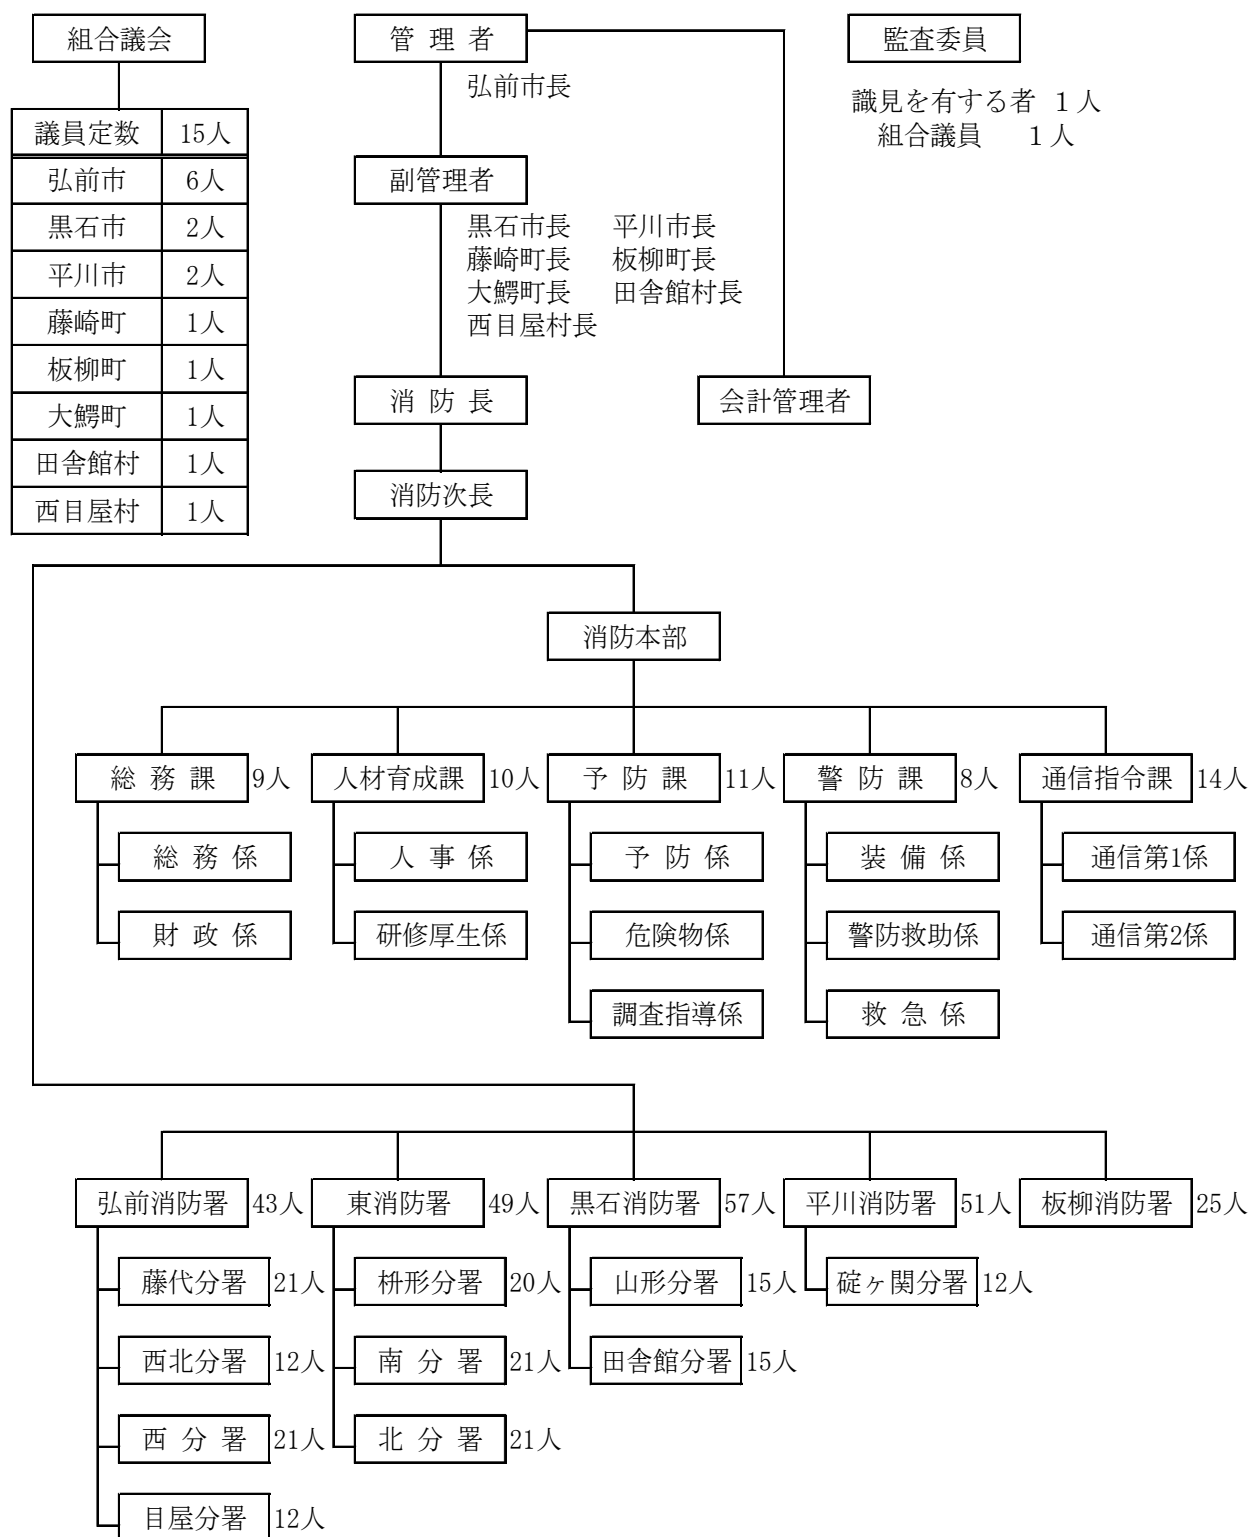 組合議会
議員定数 15人
弘前市 6人
黒石市 2人
平川市 2人
藤崎町 1人
板柳町 1人
大鰐町 1人
田舎館村 1人
西目屋村 1人
管 理 者
弘前市長
副管理者
黒石市長 平川市長
藤崎町長 板柳町長
大鰐町長 田舎館村長
西目屋村長
監査委員
識見を有する者 1人
組合議員 1人
消 防 長
会計管理者
消防次長
消防本部
総 務 課 9人
総 務 係
財 政 係
人材育成課 10人
人 事 係
研修厚生係
予 防 課 11人
予 防 係
危険物係
調査指導係
警 防 課 8人
装 備 係
警防救助係
救 急 係
通信指令課 14人
通信第1係
通信第2係
弘前消防署 43人
藤代分署 21人
西北分署 12人
西 分 署 21人
目屋分署 12人
東消防署 49人
枡形分署 20人
南 分 署 21人
北 分 署 21人
黒石消防署 57人
山形分署 15人
田舎館分署 15人
平川消防署 51人
碇ヶ関分署 12人
板柳消防署 25人